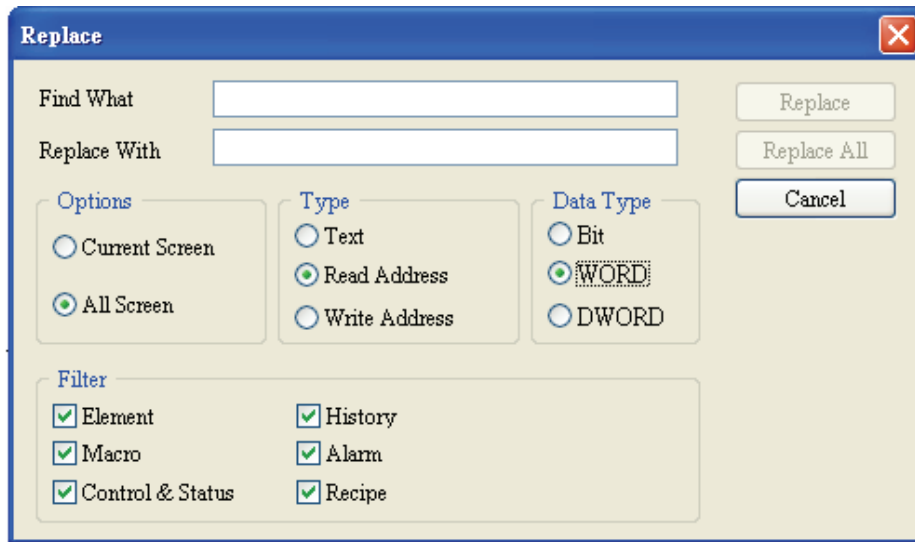 Replace
Find What
Replace
Replace With
Replace All
Cancel
Options
Current Screen
All Screen
Type
Text
Read Address
Write Address
Data Type
Bit
WORD
DWORD
Filter
Element
History
Macro
Alarm
Control & Status
Recipe